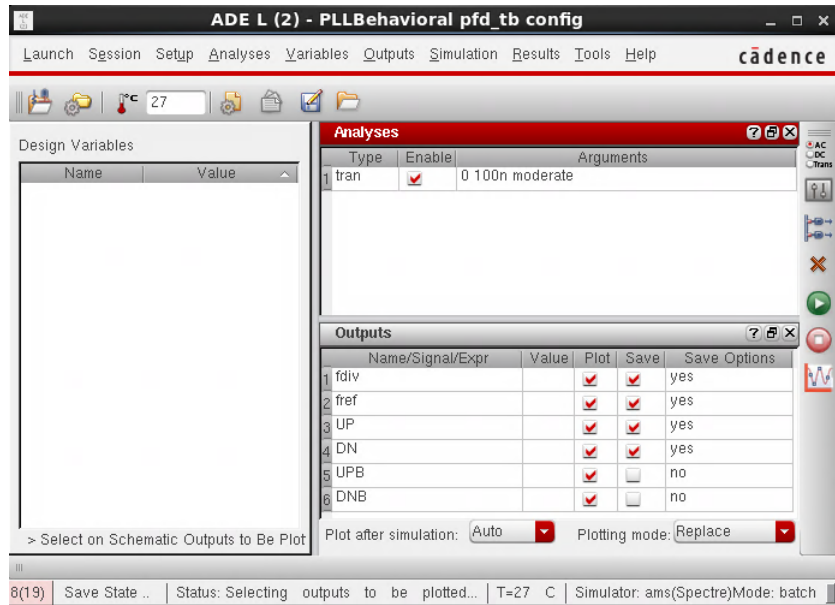 ADE L (2) - PLLBehavioral pfd_tb config
Launch Session Setup Analyses Variables Outputs Simulation Results Tools Help cādence
°C 27
Design Variables
Name Value
> Select on Schematic Outputs to Be Plot
Analyses
Type Enable Arguments
1 tran 0 100n moderate
Outputs
Name/Signal/Expr Value Plot Save Save Options
1 fdiv yes
2 fref yes
3 UP yes
4 DN yes
5 UPB no
6 DNB no
Plot after simulation: Auto Plotting mode: Replace
AC
DC
Trans
8(19) Save State .. Status: Selecting outputs to be plotted... T=27 C Simulator: ams(Spectre)Mode: batch